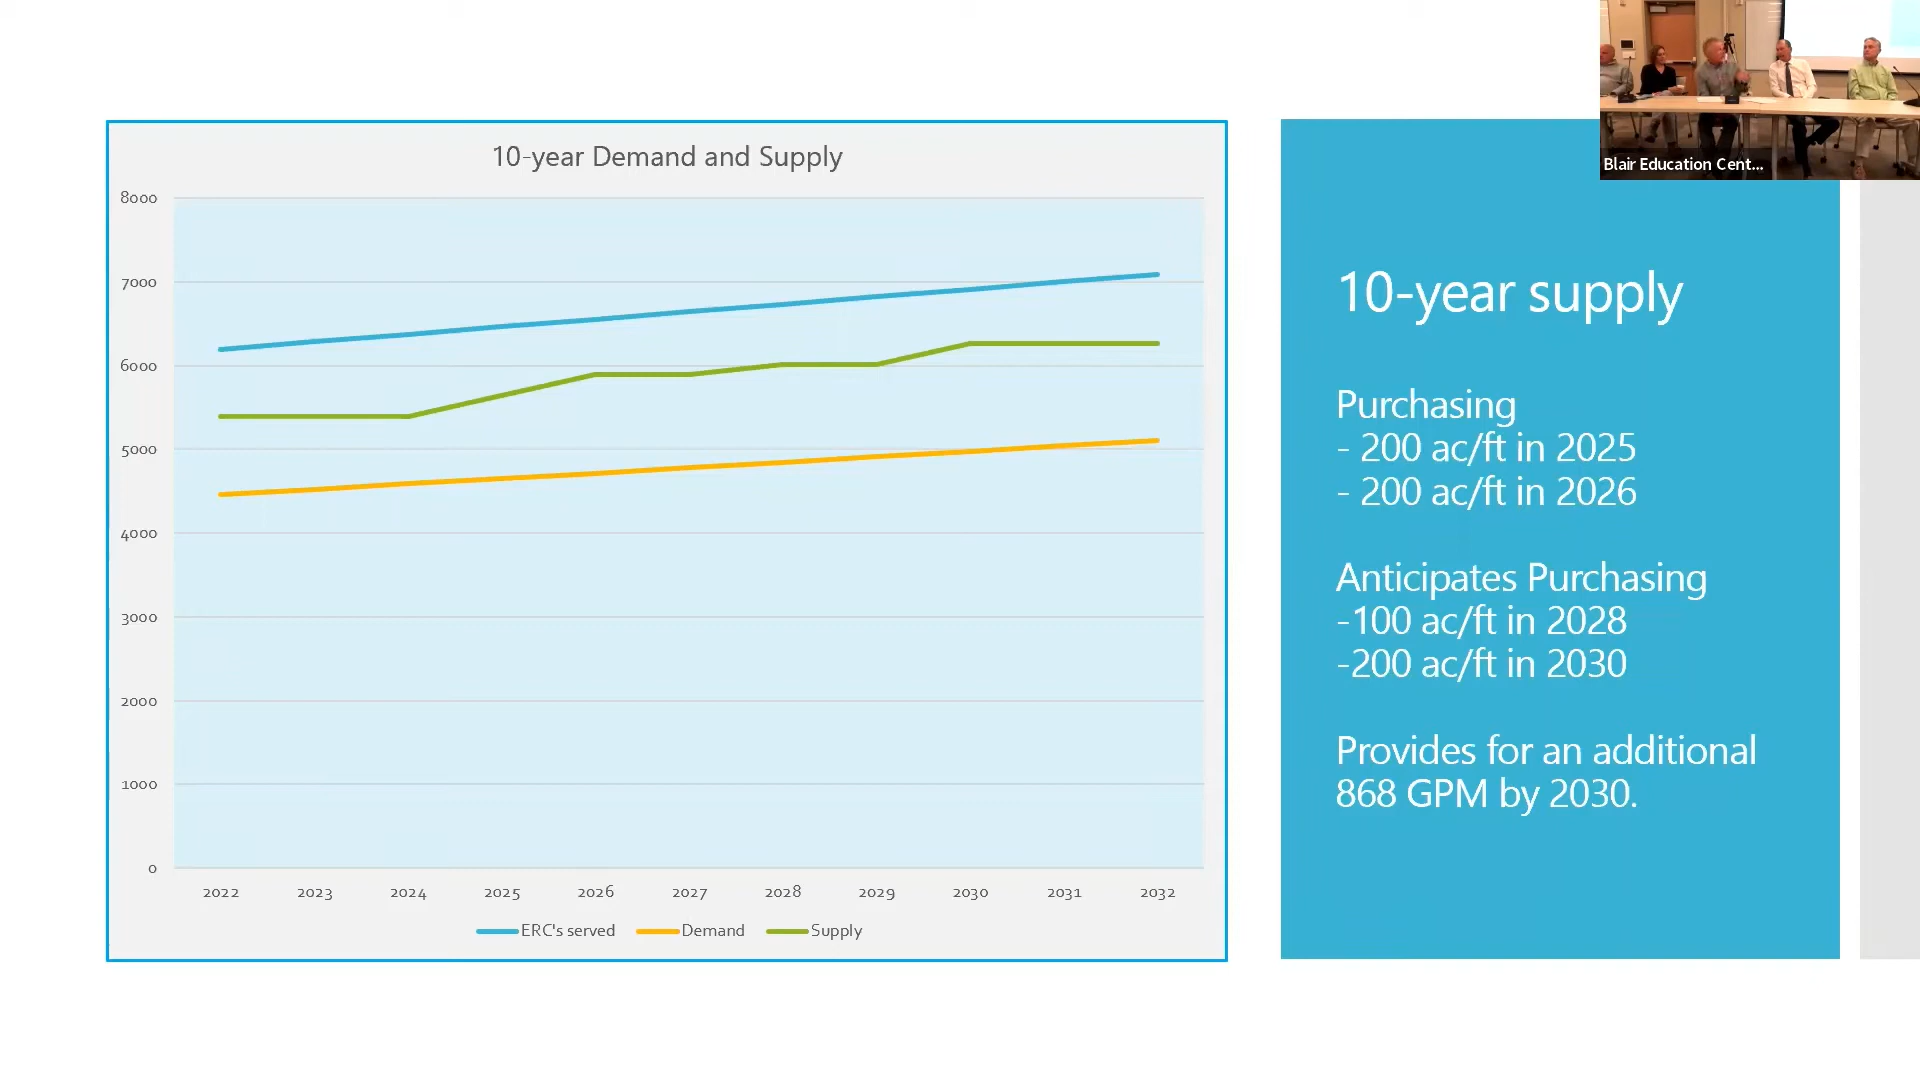 Blair Education Cent...
10-year Demand and Supply
8000
7000
6000
5000
4000
3000
2000
1000
0
2022 2023 2024 2025 2026 2027 2028 2029 2030 2031 2032
ERC's served Demand Supply
10-year supply
Purchasing
- 200 ac/ft in 2025
- 200 ac/ft in 2026
Anticipates Purchasing
-100 ac/ft in 2028
-200 ac/ft in 2030
Provides for an additional
868 GPM by 2030.